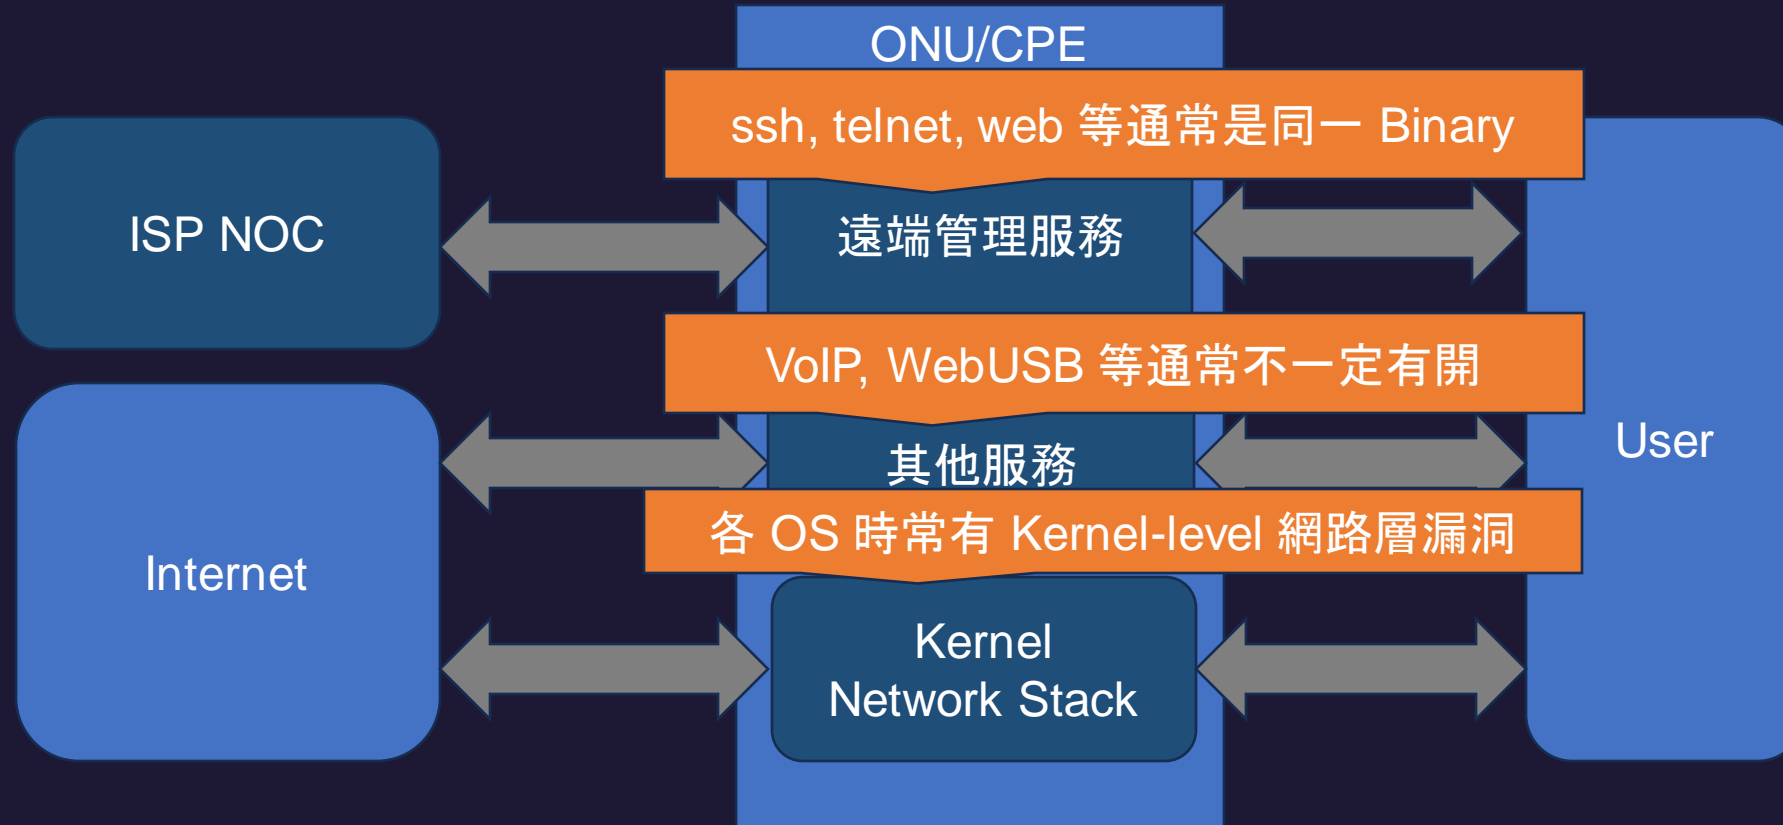 ONU/CPE
ssh, telnet, web 等通常是同一 Binary
ISP NOC
遠端管理服務
VoIP, WebUSB 等通常不一定有開
User
其他服務
各 OS 時常有 Kernel-level 網路層漏洞
Internet
Kernel
Network Stack